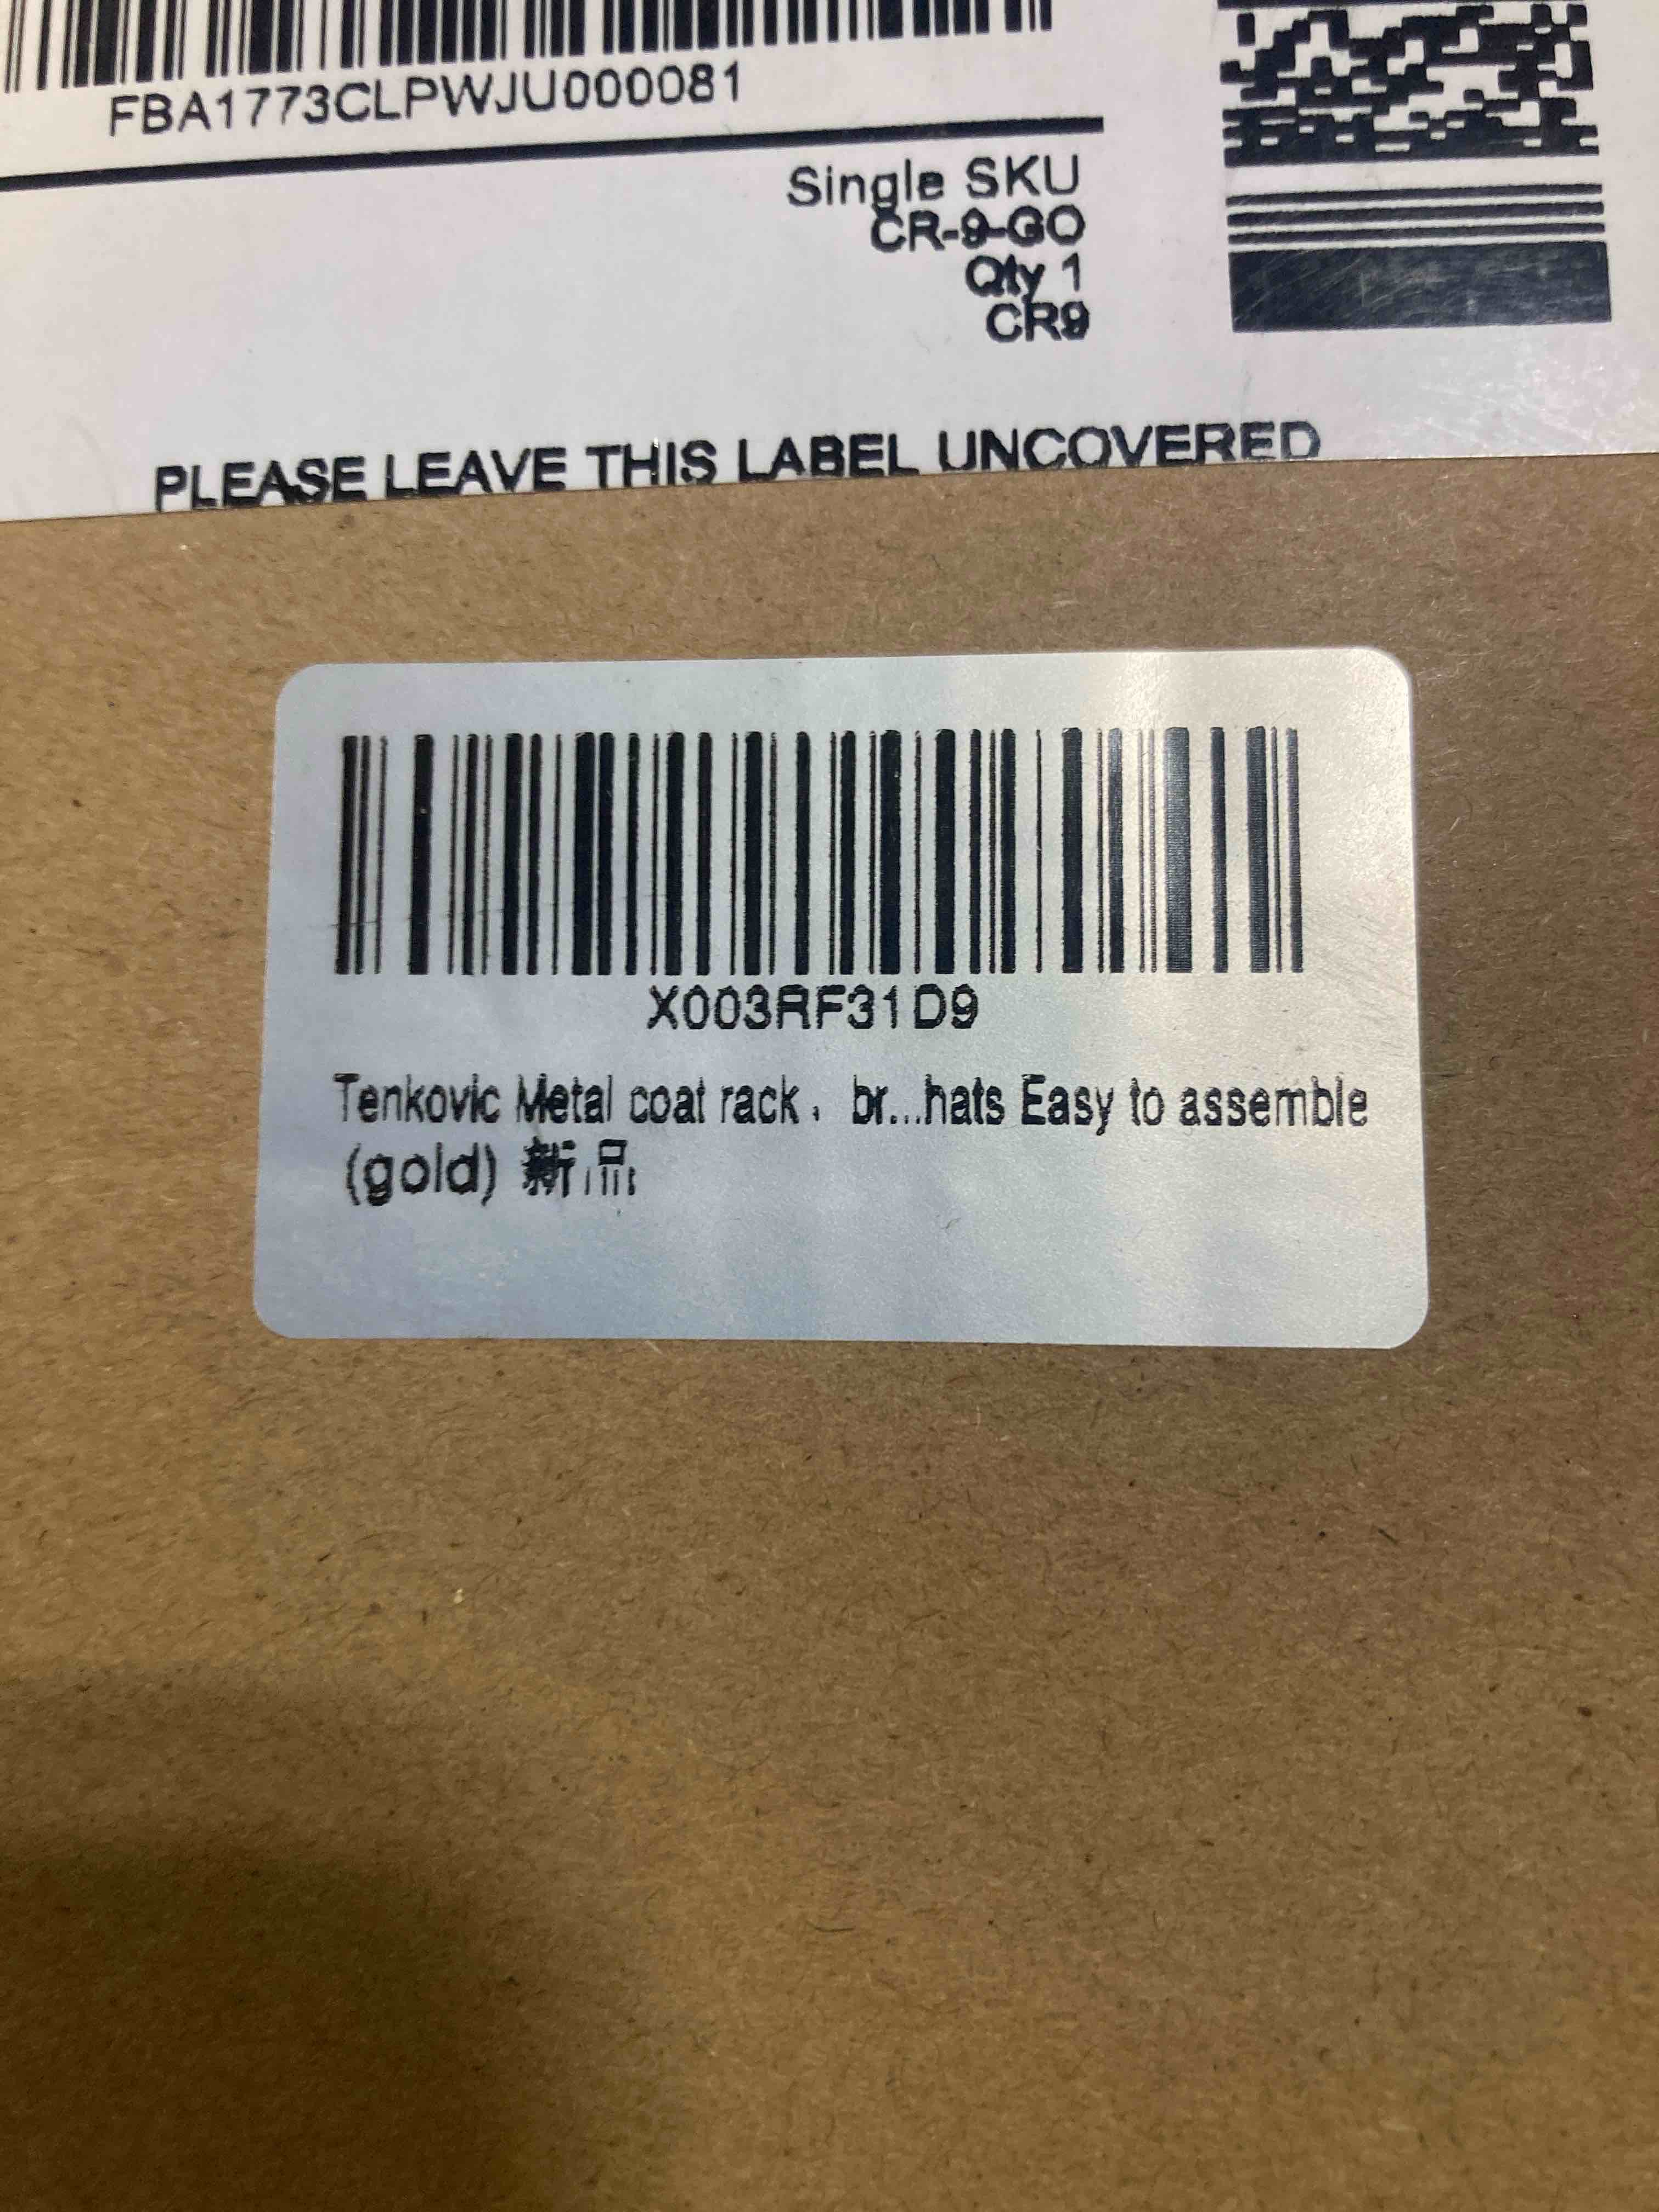 FBA1773CLPWJU000081
Single SKU
CR-9-GO
Qty 1
CR9
PLEASE LEAVE THIS LABEL UNCOVERED
X003RF31D9
Tenkovic Metal coat rack， br...hats Easy to assemble
(gold) 新品